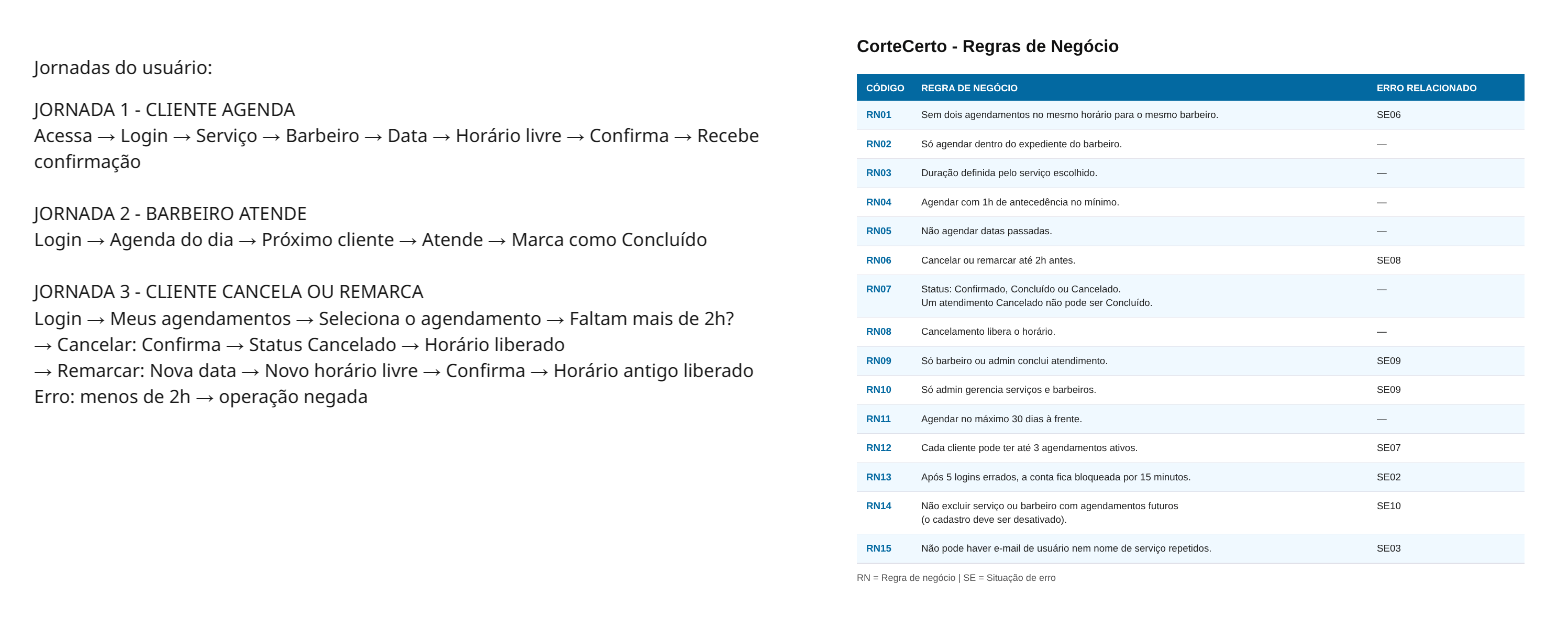 Jornadas do usuário:
JORNADA 1 - CLIENTE AGENDA
Acessa → Login → Serviço → Barbeiro → Data → Horário livre → Confirma → Recebe
confirmação
JORNADA 2 - BARBEIRO ATENDE
Login → Agenda do dia → Próximo cliente → Atende → Marca como Concluído
JORNADA 3 - CLIENTE CANCELA OU REMARCA
Login → Meus agendamentos → Seleciona o agendamento → Faltam mais de 2h?
→ Cancelar: Confirma → Status Cancelado → Horário liberado
→ Remarcar: Nova data → Novo horário livre → Confirma → Horário antigo liberado
Erro: menos de 2h → operação negada
CorteCerto - Regras de Negócio
CÓDIGO REGRA DE NEGÓCIO ERRO RELACIONADO
RN01 Sem dois agendamentos no mesmo horário para o mesmo barbeiro. SE06
RN02 Só agendar dentro do expediente do barbeiro. —
RN03 Duração definida pelo serviço escolhido. —
RN04 Agendar com 1h de antecedência no mínimo. —
RN05 Não agendar datas passadas. —
RN06 Cancelar ou remarcar até 2h antes. SE08
RN07 Status: Confirmado, Concluído ou Cancelado. —
Um atendimento Cancelado não pode ser Concluído.
RN08 Cancelamento libera o horário. —
RN09 Só barbeiro ou admin conclui atendimento. SE09
RN10 Só admin gerencia serviços e barbeiros. SE09
RN11 Agendar no máximo 30 dias à frente. —
RN12 Cada cliente pode ter até 3 agendamentos ativos. SE07
RN13 Após 5 logins errados, a conta fica bloqueada por 15 minutos. SE02
RN14 Não excluir serviço ou barbeiro com agendamentos futuros SE10
(o cadastro deve ser desativado).
RN15 Não pode haver e-mail de usuário nem nome de serviço repetidos. SE03
RN = Regra de negócio | SE = Situação de erro